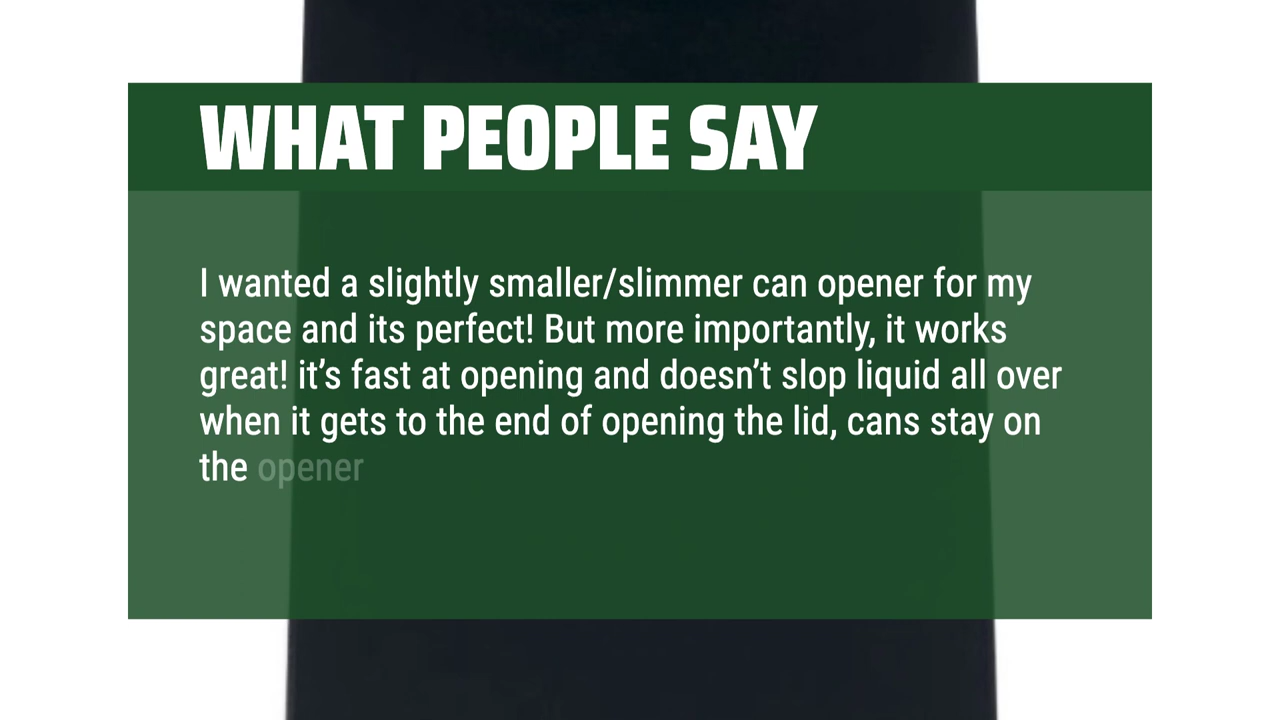 WHAT PEOPLE SAY
I wanted a slightly smaller/slimmer can opener for my
space and its perfect! But more importantly, it works
great! it’s fast at opening and doesn’t slop liquid all over
when it gets to the end of opening the lid, cans stay on
the opener